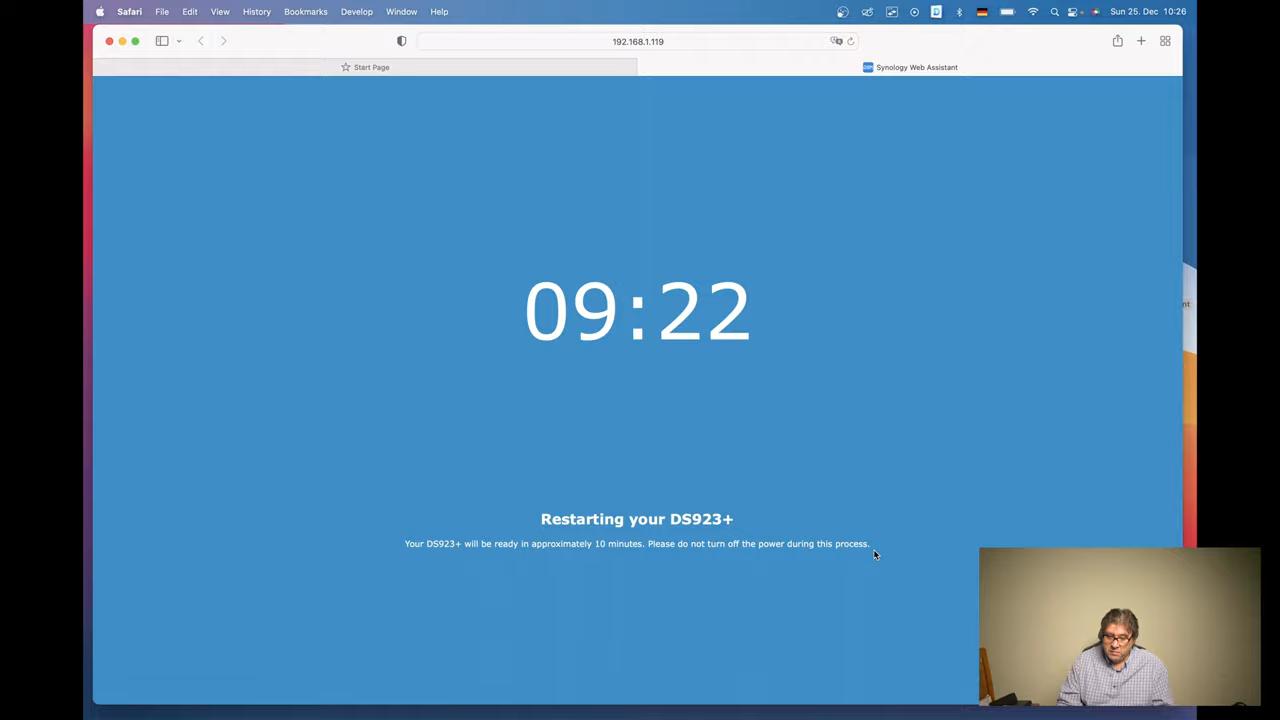 Safari File Edit View History Bookmarks Develop Window Help Sun 25. Dec 10:26
192.168.1.119
Start Page Synology Web Assistant
09:22
nt
Restarting your DS923+
Your DS923+ will be ready in approximately 10 minutes. Please do not turn off the power during this process.